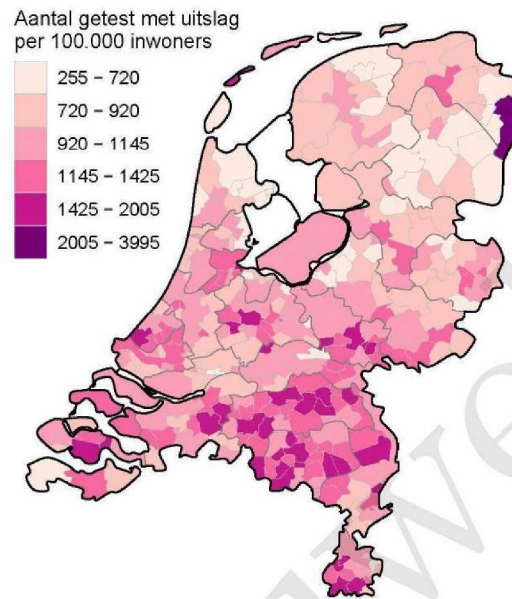 Aantal getest met uitslag
per 100.000 inwoners
255 – 720
720 – 920
920 – 1145
1145 – 1425
1425 – 2005
2005 – 3995